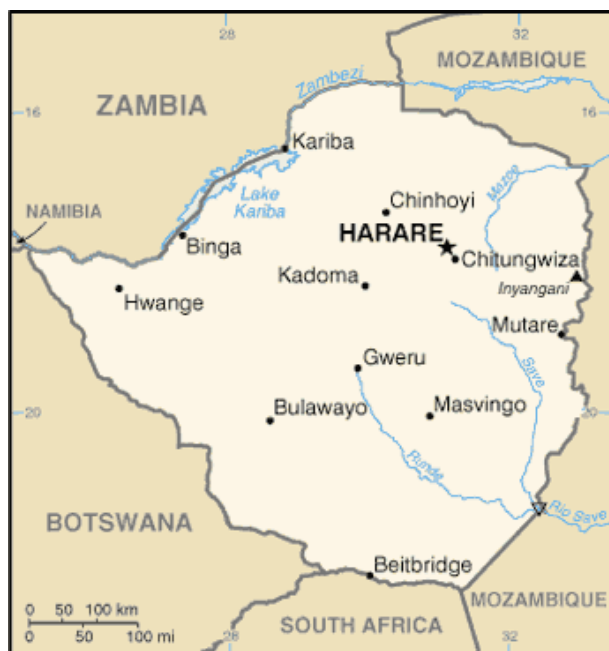 28
32
MOZAMBIQUE
Zambezi
ZAMBIA
16
16
Kariba
Lake
Kariba
Mazoe
Chinhoyi
NAMIBIA
HARARE
Binga
Chitungwiza
Kadoma
Inyangani
Hwange
Mutare
Gweru
Save
Bulawayo
Masvingo
20
20
Runde
Rio Save
BOTSWANA
Beitbridge
MOZAMBIQUE
0 50 100 km
0 50 100 mi
SOUTH AFRICA
28
32